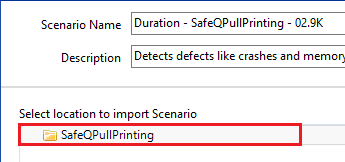 Scenario Name Duration - SafeQPullPrinting - 02.9K
Description Detects defects like crashes and memory
Select location to import Scenario
SafeQPullPrinting